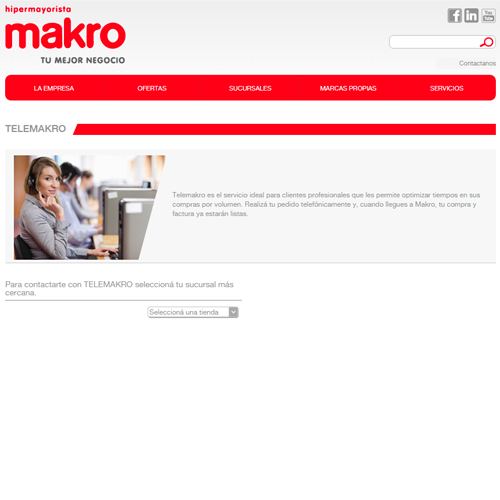 hipermayorista
makro
TU MEJOR NEGOCIO
f in You Tube
Contactanos
LA EMPRESA OFERTAS SUCURSALES MARCAS PROPIAS SERVICIOS
TELEMAKRO
Telemakro es el servicio ideal para clientes profesionales que les permite optimizar tiempos en sus
compras por volumen. Realizá tu pedido telefónicamente y, cuando llegues a Makro, tu compra y
factura ya estarán listas.
Para contactarte con TELEMAKRO seleccioná tu sucursal más
cercana.
Seleccioná una tienda